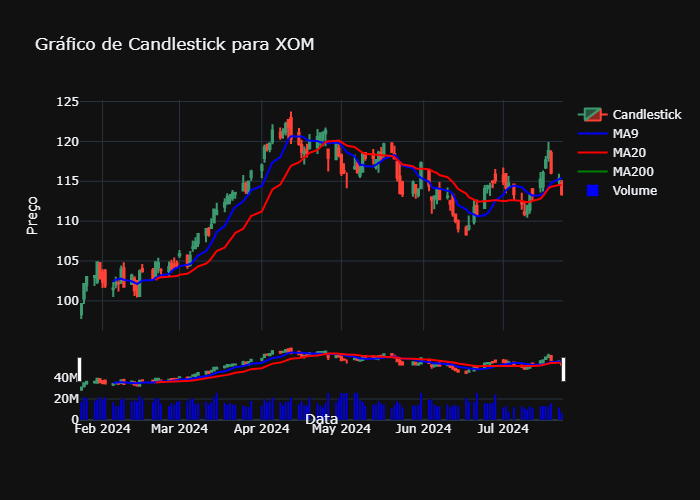 Gráfico de Candlestick para XOM
Candlestick
MA9
MA20
MA200
Volume
Preço
125
120
115
110
105
100
40M
20M
0
Data
Feb 2024
Mar 2024
Apr 2024
May 2024
Jun 2024
Jul 2024